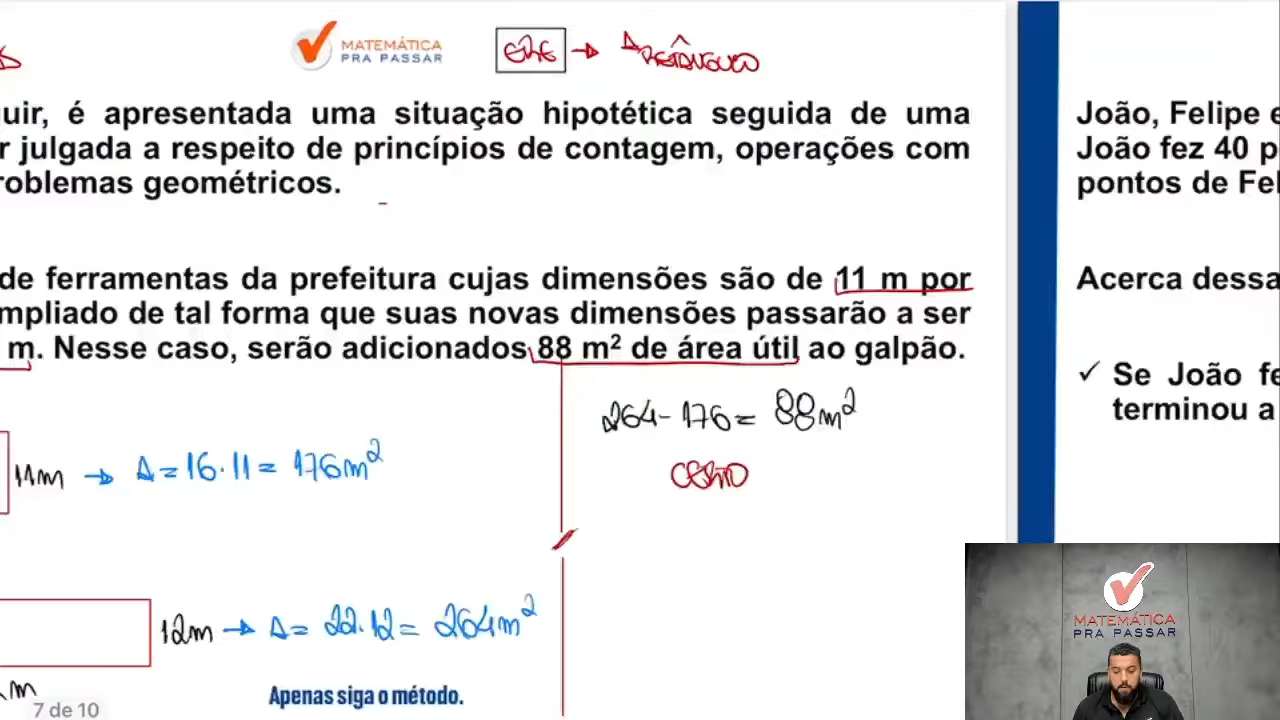 MATEMÁTICA
PRA PASSAR
uir, é apresentada uma situação hipotética seguida de uma
r julgada a respeito de princípios de contagem, operações com
roblemas geométricos.
de ferramentas da prefeitura cujas dimensões são de 11 m por
mpliado de tal forma que suas novas dimensões passarão a ser
m. Nesse caso, serão adicionados 88 m² de área útil ao galpão.
264 - 176 = 88m²
11m → A = 16 . 11 = 176m²
CERTO
12m → A = 22 . 12 = 264m²
m
Apenas siga o método.
7 de 10
João, Felipe e
João fez 40 p
pontos de Fel
Acerca dessa
✓ Se João fe
terminou a
MATEMÁTICA
PRA PASSAR